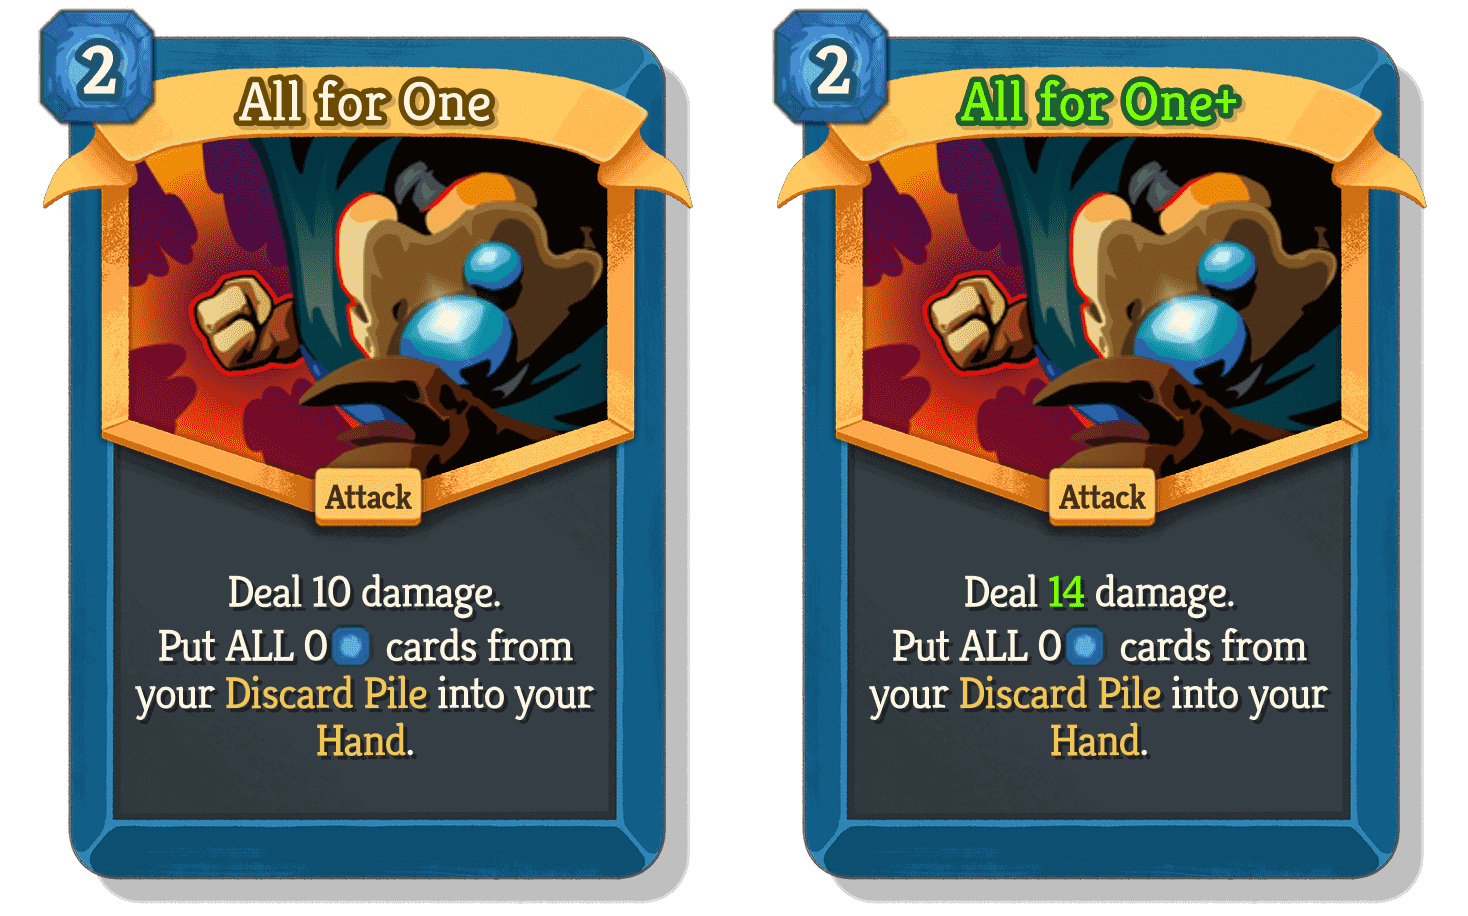 2
All for One
Attack
Deal 10 damage.
Put ALL 0 cards from
your Discard Pile into your
Hand.
2
All for One+
Attack
Deal 14 damage.
Put ALL 0 cards from
your Discard Pile into your
Hand.